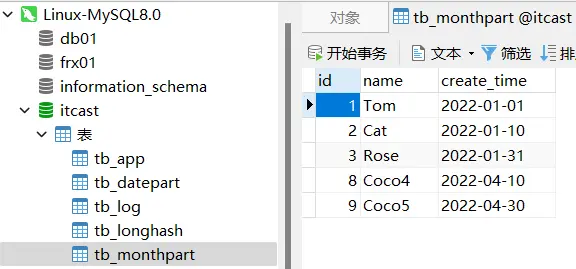 Linux-MySQL8.0
db01
frx01
information_schema
itcast
表
tb_app
tb_datepart
tb_log
tb_longhash
tb_monthpart
对象
tb_monthpart @itcast
开始事务 文本 筛选 排
id name create_time
1 Tom 2022-01-01
2 Cat 2022-01-10
3 Rose 2022-01-31
8 Coco4 2022-04-10
9 Coco5 2022-04-30